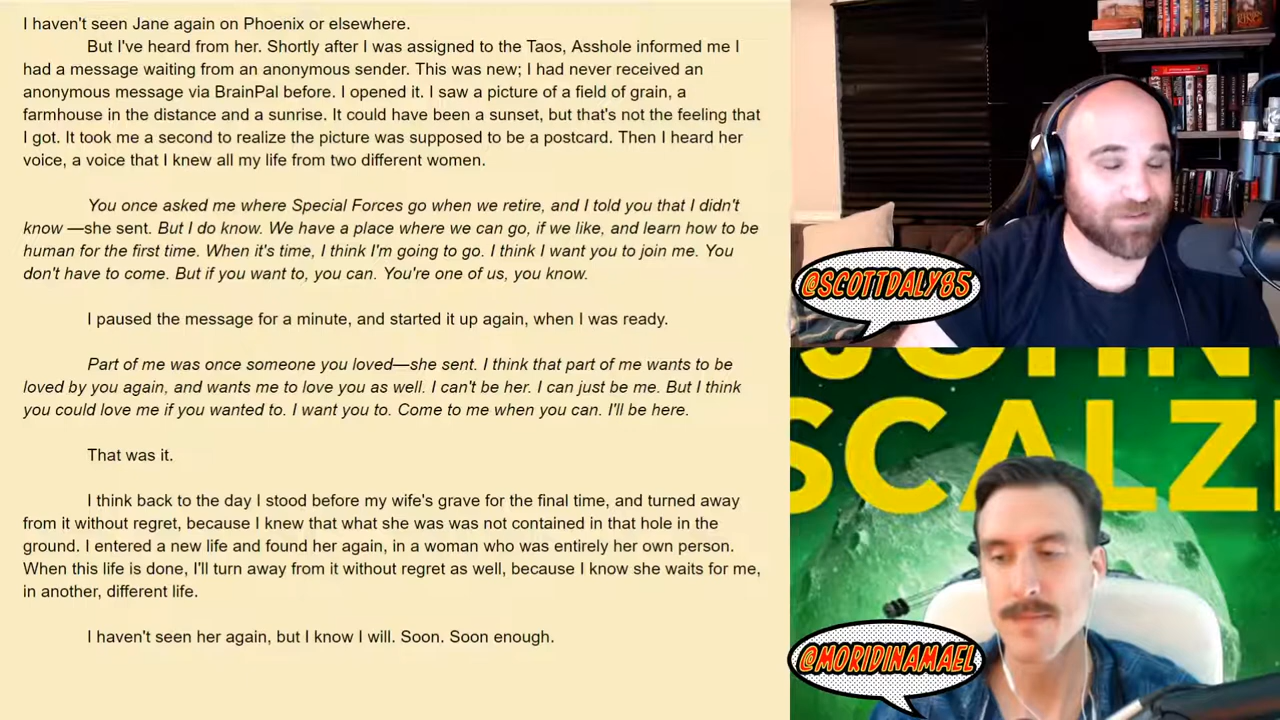 I haven't seen Jane again on Phoenix or elsewhere.
But I've heard from her. Shortly after I was assigned to the Taos, Asshole informed me I
had a message waiting from an anonymous sender. This was new; I had never received an
anonymous message via BrainPal before. I opened it. I saw a picture of a field of grain, a
farmhouse in the distance and a sunrise. It could have been a sunset, but that's not the feeling that
I got. It took me a second to realize the picture was supposed to be a postcard. Then I heard her
voice, a voice that I knew all my life from two different women.
You once asked me where Special Forces go when we retire, and I told you that I didn't
know —she sent. But I do know. We have a place where we can go, if we like, and learn how to be
human for the first time. When it's time, I think I'm going to go. I think I want you to join me. You
don't have to come. But if you want to, you can. You're one of us, you know.
I paused the message for a minute, and started it up again, when I was ready.
Part of me was once someone you loved—she sent. I think that part of me wants to be
loved by you again, and wants me to love you as well. I can't be her. I can just be me. But I think
you could love me if you wanted to. I want you to. Come to me when you can. I'll be here.
That was it.
I think back to the day I stood before my wife's grave for the final time, and turned away
from it without regret, because I knew that what she was was not contained in that hole in the
ground. I entered a new life and found her again, in a woman who was entirely her own person.
When this life is done, I'll turn away from it without regret as well, because I know she waits for me,
in another, different life.
I haven't seen her again, but I know I will. Soon. Soon enough.
@SCOTTDALY85
JOHN
SCALZI
@MORIDINAMAEL